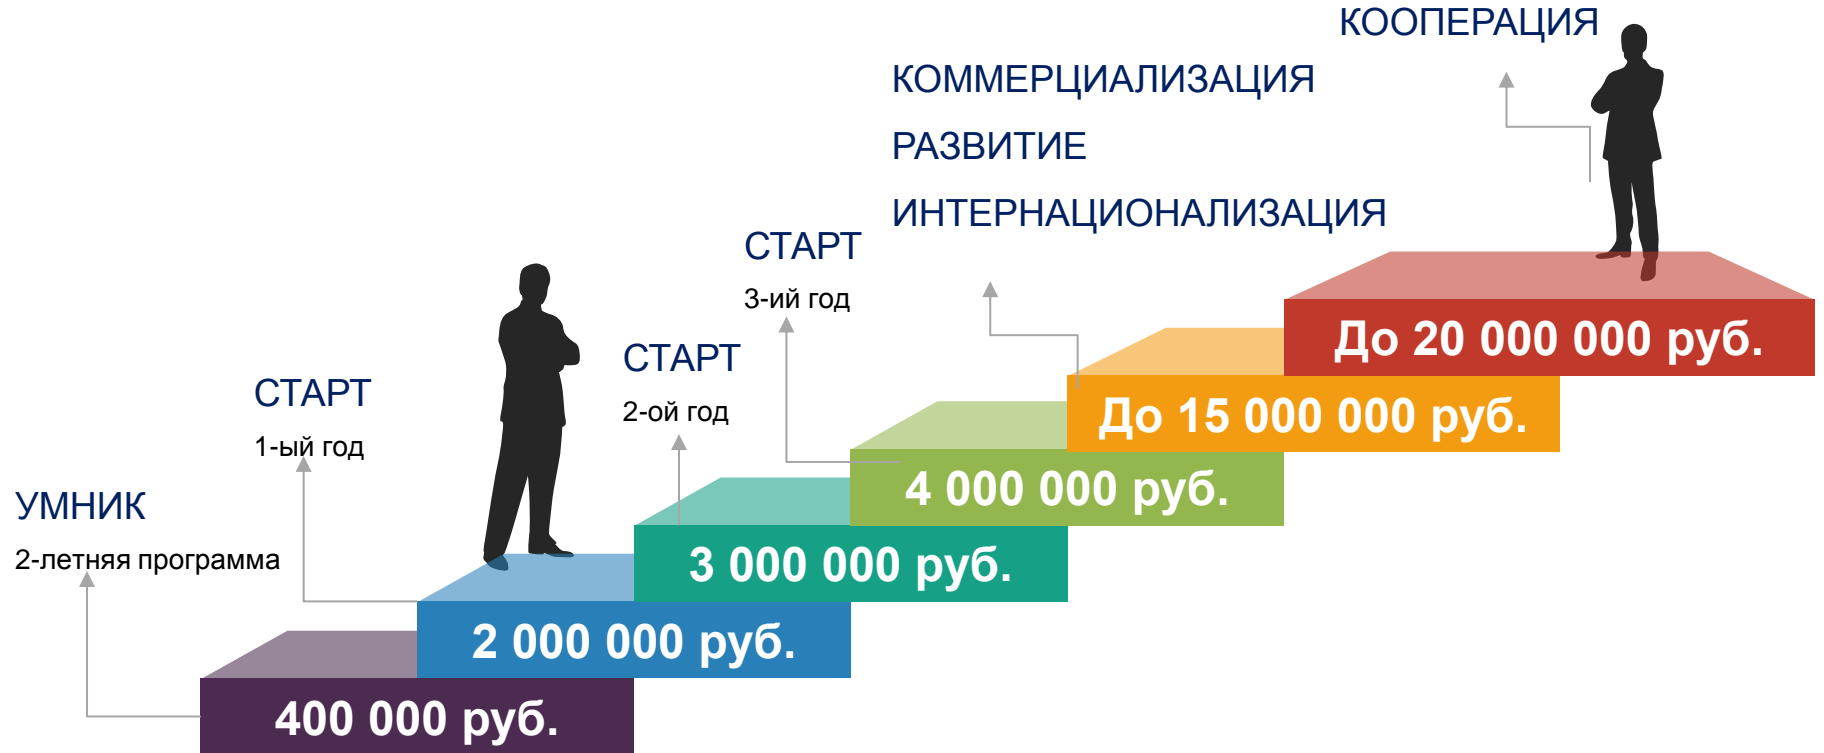 КООПЕРАЦИЯ
КОММЕРЦИАЛИЗАЦИЯ
РАЗВИТИЕ
ИНТЕРНАЦИОНАЛИЗАЦИЯ
СТАРТ
3-ий год
СТАРТ
2-ой год
СТАРТ
1-ый год
УМНИК
2-летняя программа
До 20 000 000 руб.
До 15 000 000 руб.
4 000 000 руб.
3 000 000 руб.
2 000 000 руб.
400 000 руб.